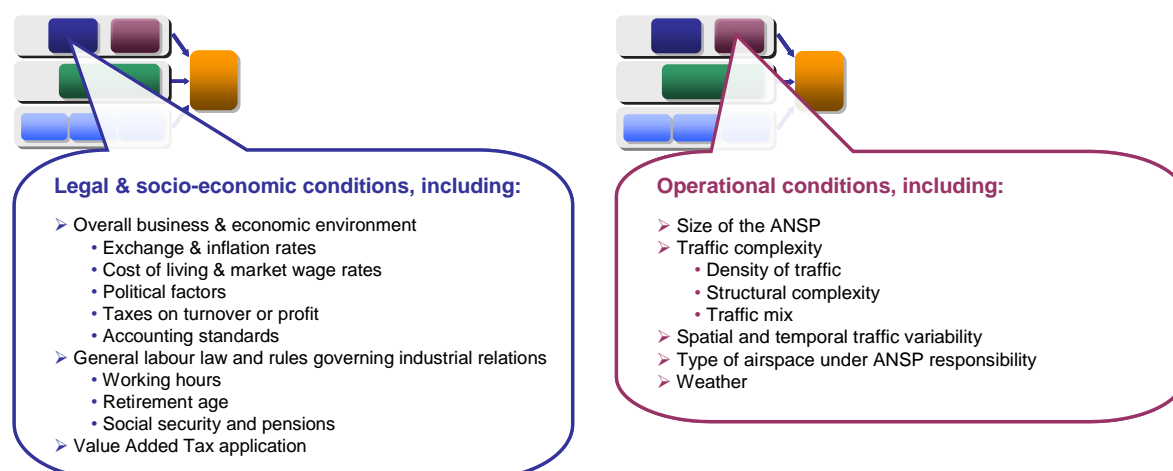 Legal & socio-economic conditions, including:
➢ Overall business & economic environment
• Exchange & inflation rates
• Cost of living & market wage rates
• Political factors
• Taxes on turnover or profit
• Accounting standards
➢ General labour law and rules governing industrial relations
• Working hours
• Retirement age
• Social security and pensions
➢ Value Added Tax application
Operational conditions, including:
➢ Size of the ANSP
➢ Traffic complexity
• Density of traffic
• Structural complexity
• Traffic mix
➢ Spatial and temporal traffic variability
➢ Type of airspace under ANSP responsibility
➢ Weather